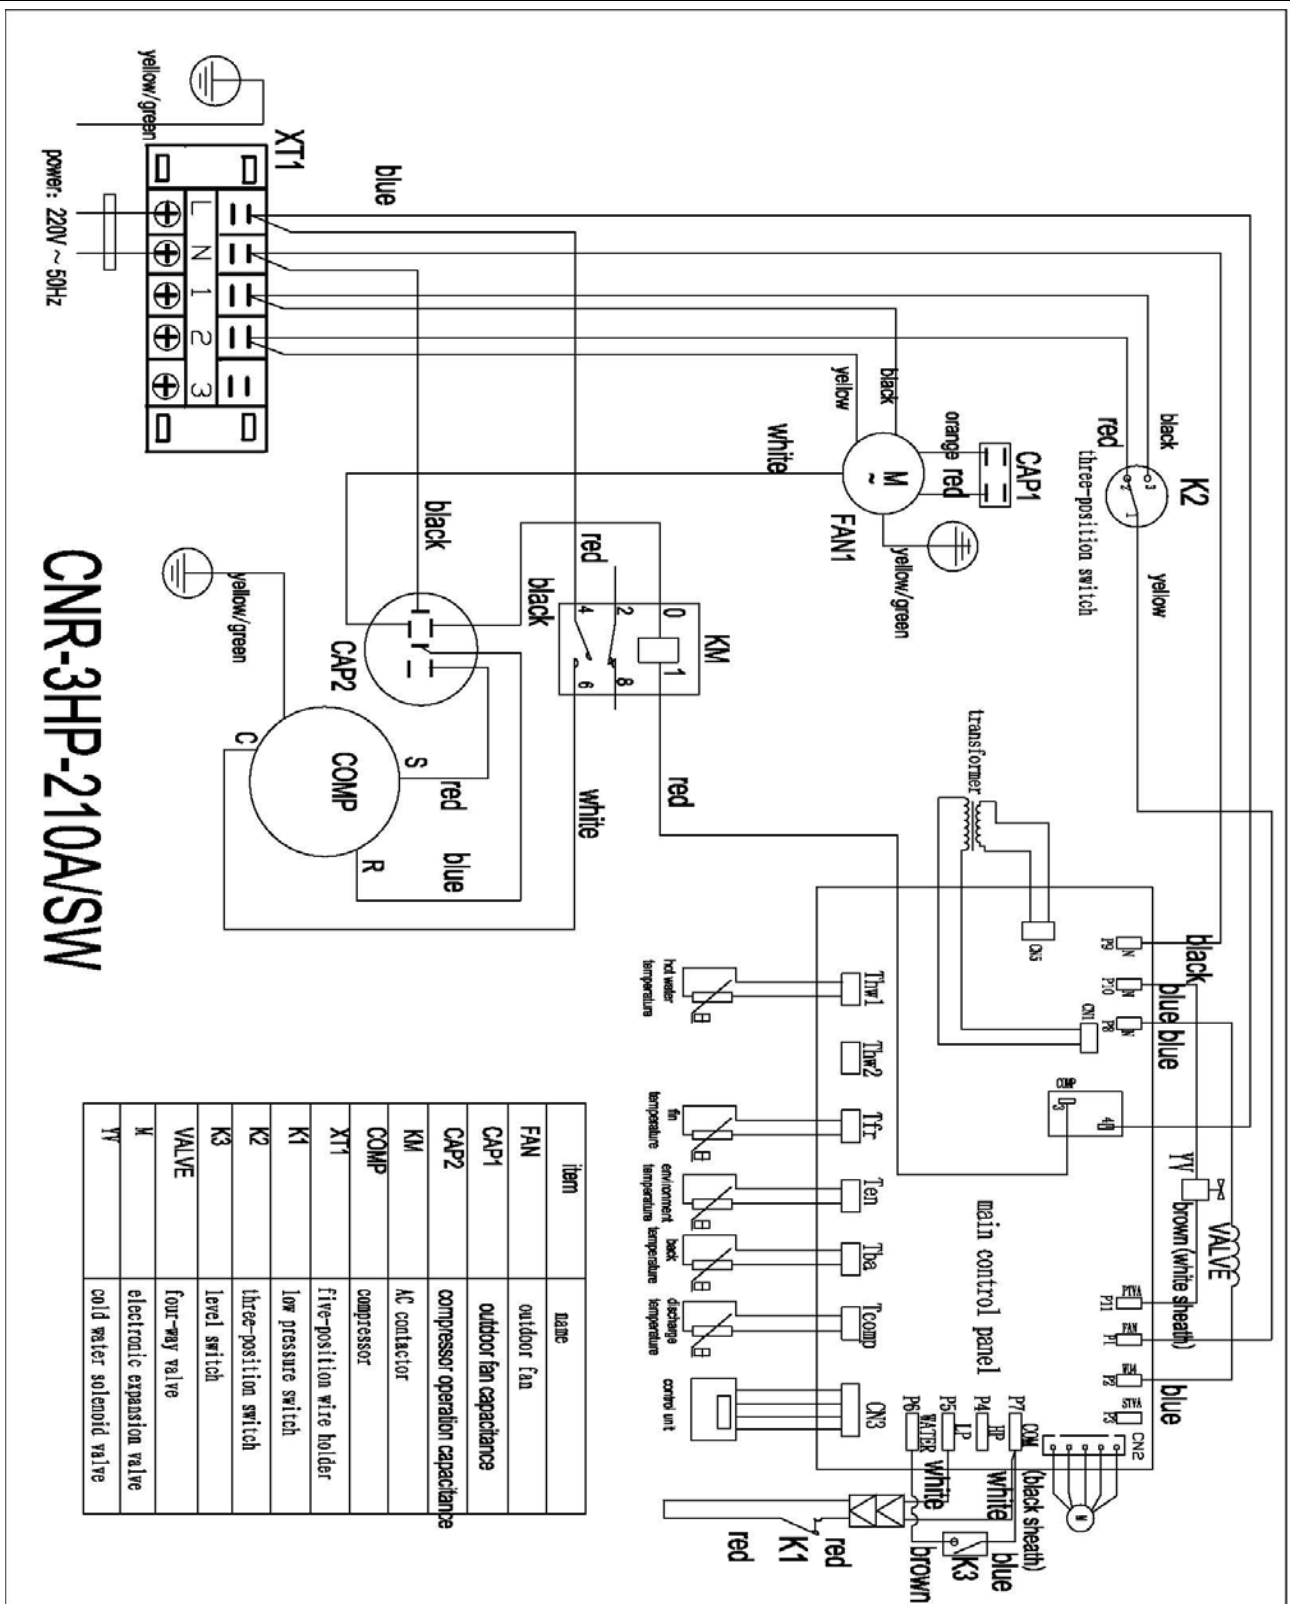 K2
three-position switch
black
red
yellow
3
2
1
CAP1
orange
red
M
~
FAN1
black
yellow
yellow/green
white
blue
XT1
L
N
1
2
3
yellow/green
power: 220V ~ 50Hz
KM
0
1
2
8
4
6
red
black
black
CAP2
yellow/green
COMP
C
S
R
red
blue
white
red
transformer
CN5
P9
N
black
P10
N
blue
P8
N
blue
CN1
COMP
3
4
YV
brown(white sheath)
VALVE
main control panel
P11
PTVA
P1
FAN
P2
P3
STVA
blue
CN2
M
Thw1
Thw2
Tfr
Ten
Tba
Tcomp
CN3
hot water
temperature
fin
temperature
environment
temperature
back
temperature
discharge
temperature
control unit
P7
COM
P4
HP
P5
LP
P6
WATER
(black sheath)
white
white
blue
K3
brown
red
K1
red
CNR-3HP-210A/SW
item name
FAN outdoor fan
CAP1 outdoor fan capacitance
CAP2 compressor operation capacitance
KM AC contactor
COMP compressor
XT1 five-position wire holder
K1 low pressure switch
K2 three-position switch
K3 level switch
VALVE four-way valve
M electronic expansion valve
YV cold water solenoid valve